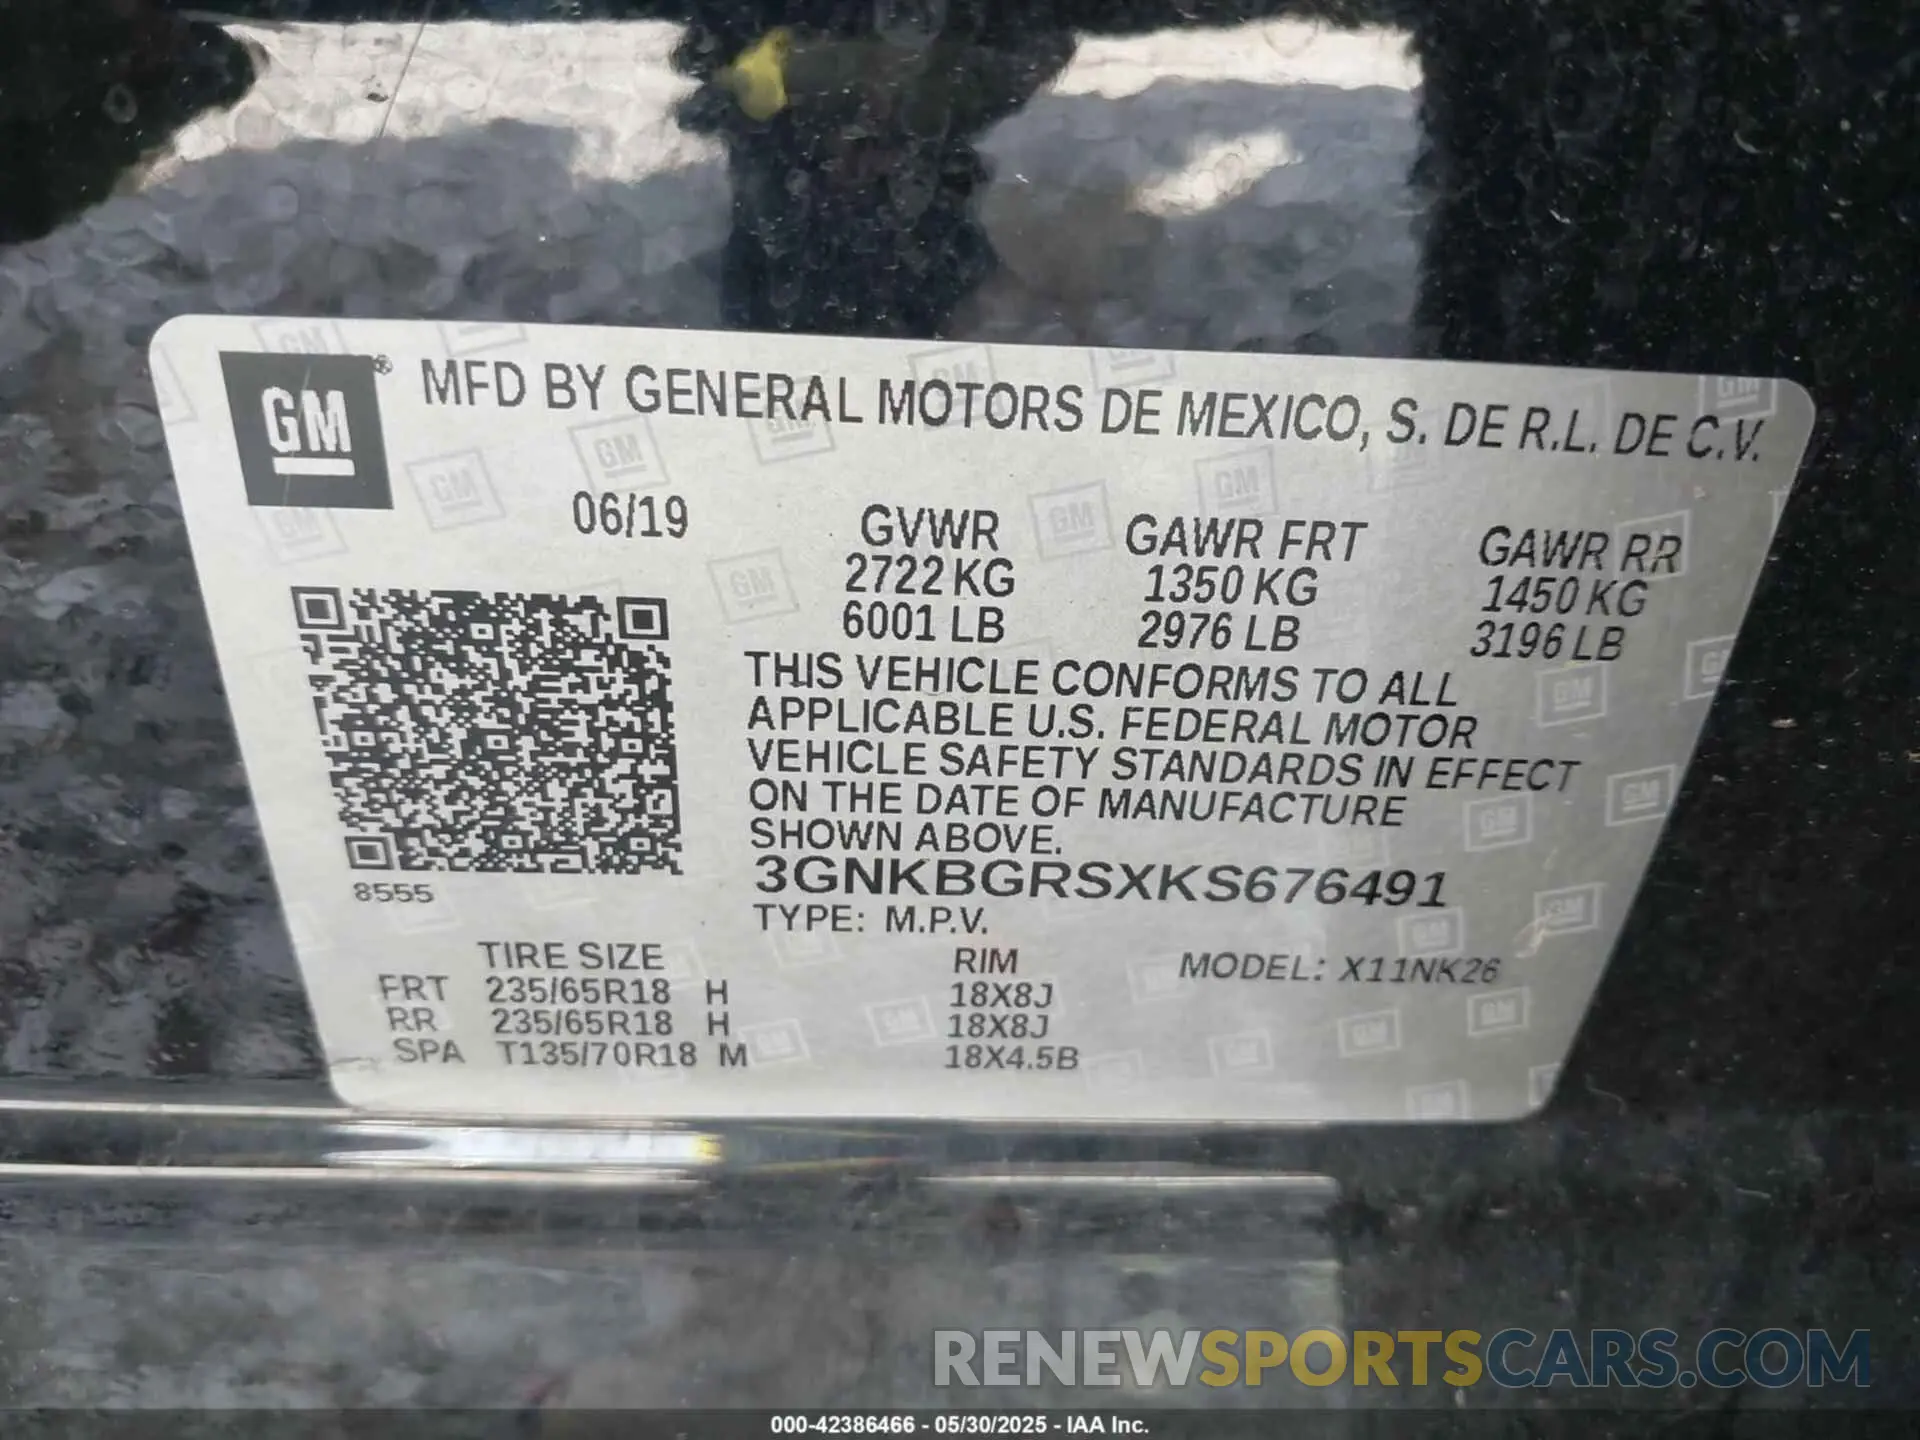 GM
®
MFD BY GENERAL MOTORS DE MEXICO, S. DE R.L. DE C.V.
06/19
GVWR GAWR FRT GAWR RR
2722 KG 1350 KG 1450 KG
6001 LB 2976 LB 3196 LB
THIS VEHICLE CONFORMS TO ALL
APPLICABLE U.S. FEDERAL MOTOR
VEHICLE SAFETY STANDARDS IN EFFECT
ON THE DATE OF MANUFACTURE
SHOWN ABOVE.
8555
3GNKBGRSXKS676491
TYPE: M.P.V.
TIRE SIZE RIM MODEL: X11NK26
FRT 235/65R18 H 18X8J
RR 235/65R18 H 18X8J
SPA T135/70R18 M 18X4.5B
RENEWSPORTSCARS.COM
000-42386466 - 05/30/2025 - IAA Inc.